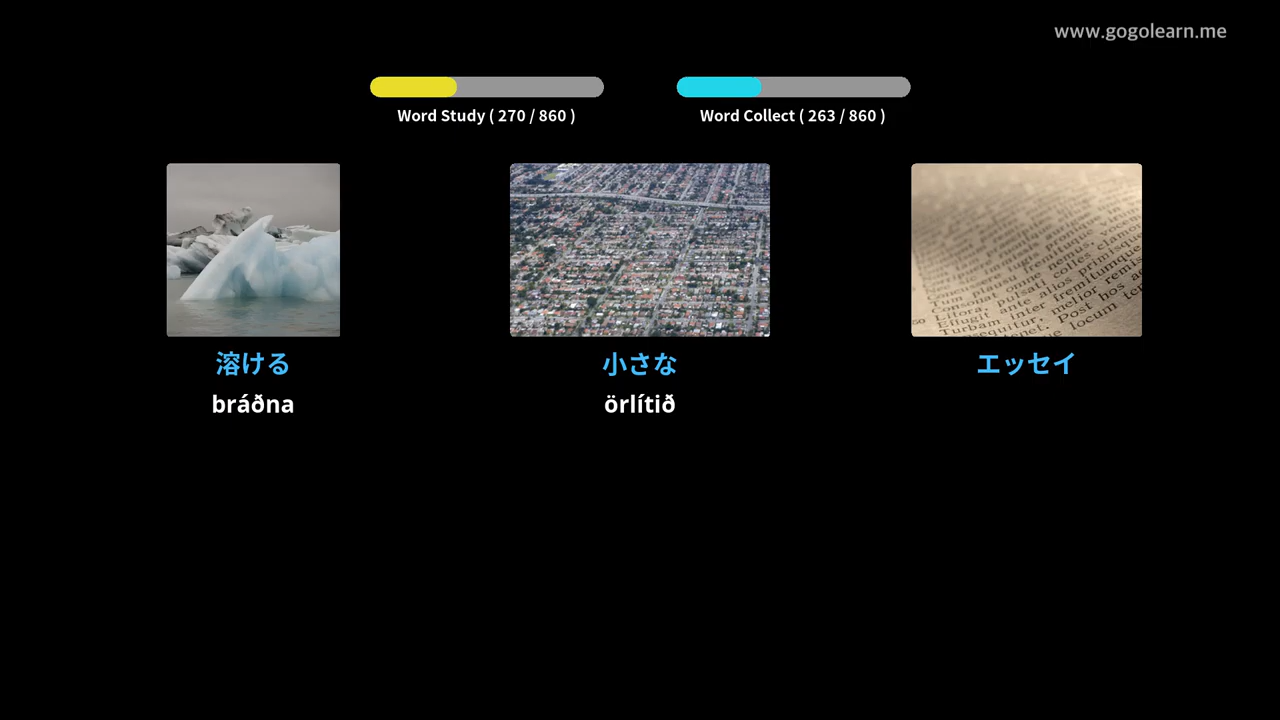 www.gogolearn.me
Word Study ( 270 / 860 )
Word Collect ( 263 / 860 )
溶ける
小さな
エッセイ
bráðna
örlítið